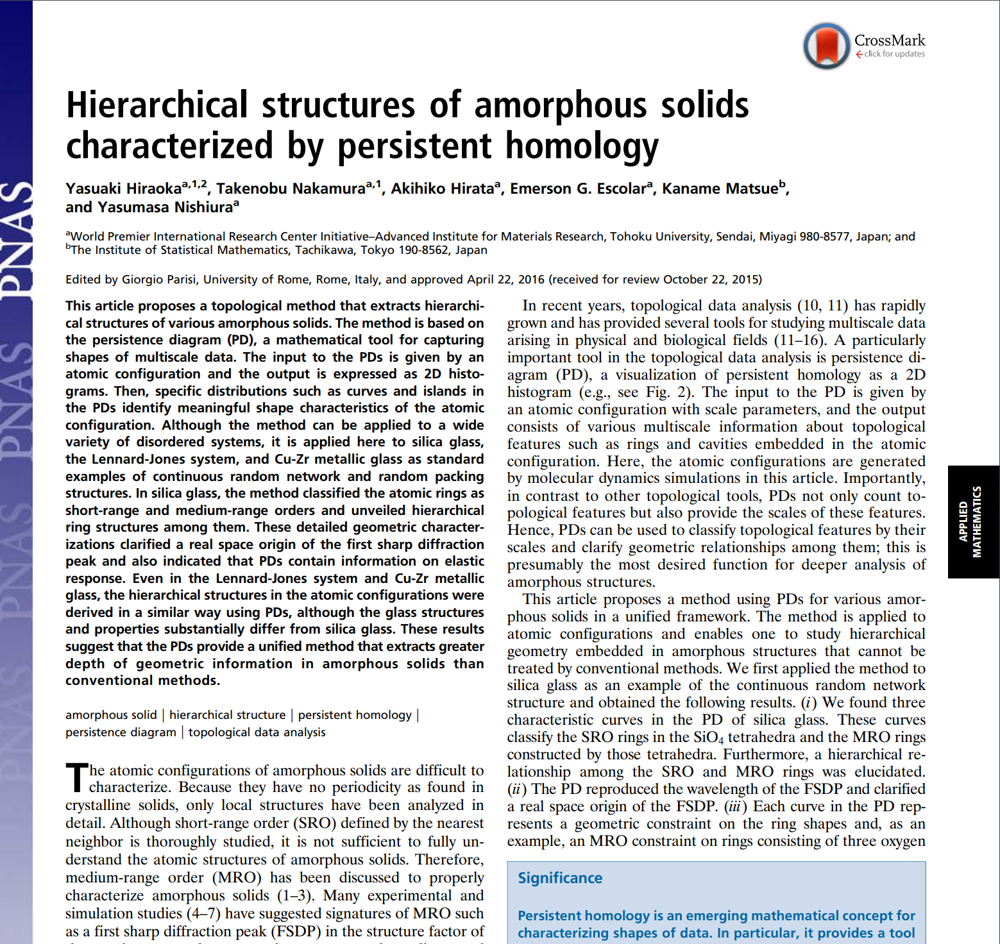 CrossMark
click for updates
Hierarchical structures of amorphous solids
characterized by persistent homology
Yasuaki Hiraokaa,1,2, Takenobu Nakamuraa,1, Akihiko Hirataa, Emerson G. Escolara, Kaname Matsueb,
and Yasumasa Nishiuraa
aWorld Premier International Research Center Initiative–Advanced Institute for Materials Research, Tohoku University, Sendai, Miyagi 980-8577, Japan; and
bThe Institute of Statistical Mathematics, Tachikawa, Tokyo 190-8562, Japan
Edited by Giorgio Parisi, University of Rome, Rome, Italy, and approved April 22, 2016 (received for review October 22, 2015)
This article proposes a topological method that extracts hierarchi-
cal structures of various amorphous solids. The method is based on
the persistence diagram (PD), a mathematical tool for capturing
shapes of multiscale data. The input to the PDs is given by an
atomic configuration and the output is expressed as 2D histo-
grams. Then, specific distributions such as curves and islands in
the PDs identify meaningful shape characteristics of the atomic
configuration. Although the method can be applied to a wide
variety of disordered systems, it is applied here to silica glass,
the Lennard-Jones system, and Cu-Zr metallic glass as standard
examples of continuous random network and random packing
structures. In silica glass, the method classified the atomic rings as
short-range and medium-range orders and unveiled hierarchical
ring structures among them. These detailed geometric character-
izations clarified a real space origin of the first sharp diffraction
peak and also indicated that PDs contain information on elastic
response. Even in the Lennard-Jones system and Cu-Zr metallic
glass, the hierarchical structures in the atomic configurations were
derived in a similar way using PDs, although the glass structures
and properties substantially differ from silica glass. These results
suggest that the PDs provide a unified method that extracts greater
depth of geometric information in amorphous solids than
conventional methods.
amorphous solid | hierarchical structure | persistent homology |
persistence diagram | topological data analysis
The atomic configurations of amorphous solids are difficult to
characterize. Because they have no periodicity as found in
crystalline solids, only local structures have been analyzed in
detail. Although short-range order (SRO) defined by the nearest
neighbor is thoroughly studied, it is not sufficient to fully un-
derstand the atomic structures of amorphous solids. Therefore,
medium-range order (MRO) has been discussed to properly
characterize amorphous solids (1–3). Many experimental and
simulation studies (4–7) have suggested signatures of MRO such
as a first sharp diffraction peak (FSDP) in the structure factor of
In recent years, topological data analysis (10, 11) has rapidly
grown and has provided several tools for studying multiscale data
arising in physical and biological fields (11–16). A particularly
important tool in the topological data analysis is persistence di-
agram (PD), a visualization of persistent homology as a 2D
histogram (e.g., see Fig. 2). The input to the PD is given by
an atomic configuration with scale parameters, and the output
consists of various multiscale information about topological
features such as rings and cavities embedded in the atomic
configuration. Here, the atomic configurations are generated
by molecular dynamics simulations in this article. Importantly,
in contrast to other topological tools, PDs not only count to-
pological features but also provide the scales of these features.
Hence, PDs can be used to classify topological features by their
scales and clarify geometric relationships among them; this is
presumably the most desired function for deeper analysis of
amorphous structures.
This article proposes a method using PDs for various amor-
phous solids in a unified framework. The method is applied to
atomic configurations and enables one to study hierarchical
geometry embedded in amorphous structures that cannot be
treated by conventional methods. We first applied the method to
silica glass as an example of the continuous random network
structure and obtained the following results. (i) We found three
characteristic curves in the PD of silica glass. These curves
classify the SRO rings in the SiO4 tetrahedra and the MRO rings
constructed by those tetrahedra. Furthermore, a hierarchical re-
lationship among the SRO and MRO rings was elucidated.
(ii) The PD reproduced the wavelength of the FSDP and clarified
a real space origin of the FSDP. (iii) Each curve in the PD rep-
resents a geometric constraint on the ring shapes and, as an
example, an MRO constraint on rings consisting of three oxygen
Significance
Persistent homology is an emerging mathematical concept for
characterizing shapes of data. In particular, it provides a tool
APPLIED
MATHEMATICS
PNAS
PNAS
PNAS
PNAS